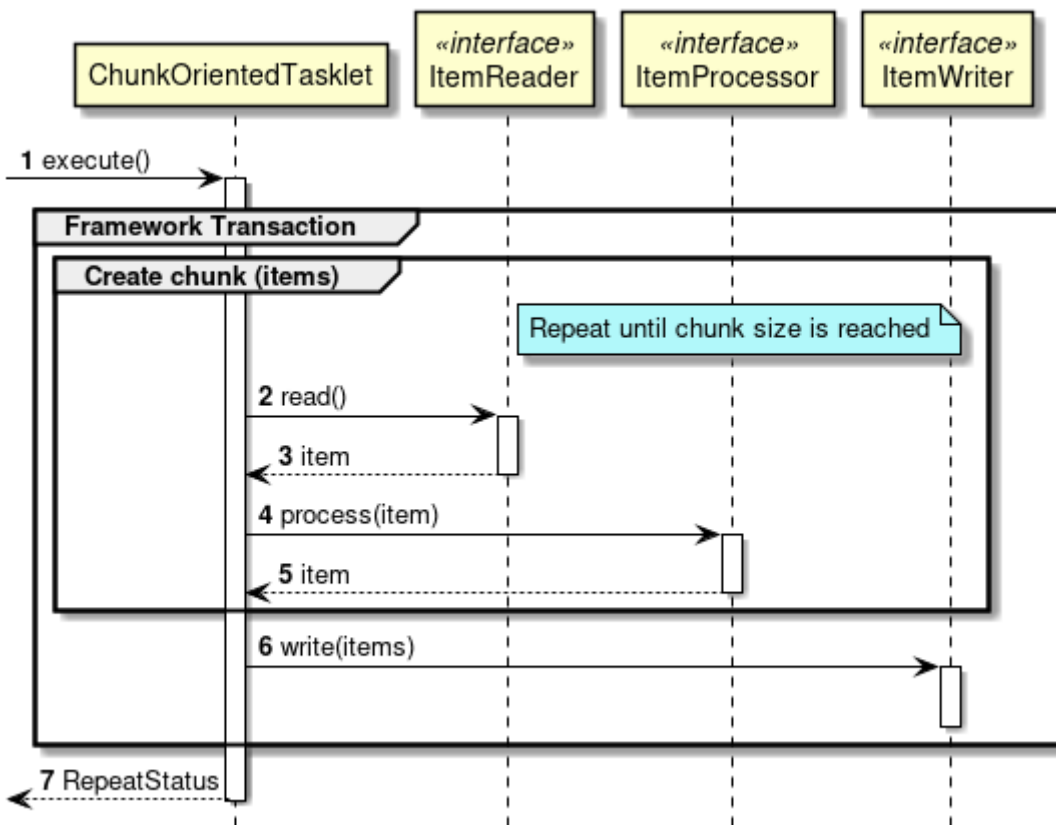 «interface»
«interface»
«interface»
ChunkOrientedTasklet
ItemReader
ItemProcessor
ItemWriter
1 execute()
Framework Transaction
Create chunk (items)
Repeat until chunk size is reached
2 read()
3 item
4 process(item)
5 item
6 write(items)
7 RepeatStatus